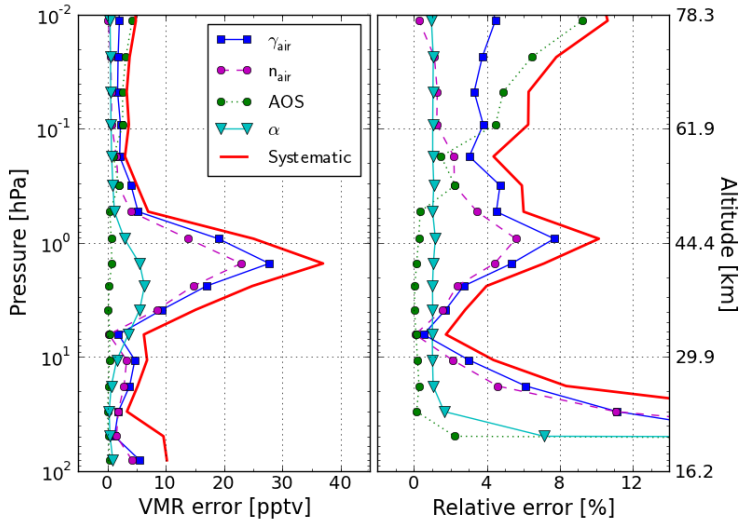 10⁻²
10⁻¹
10⁰
10¹
10²
Pressure [hPa]
0 10 20 30 40
VMR error [pptv]
γair
nair
AOS
α
Systematic
0 4 8 12
Relative error [%]
78.3
61.9
44.4
29.9
16.2
Altitude [km]